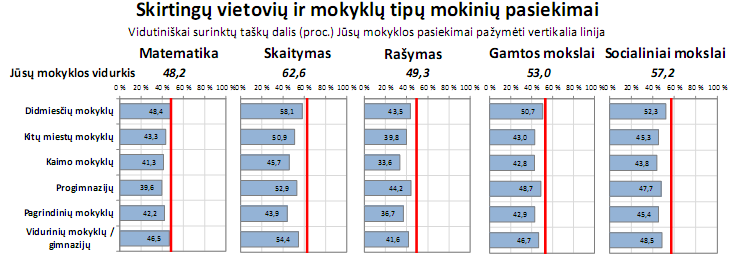 Skirtingų vietovių ir mokyklų tipų mokinių pasiekimai
Vidutiniškai surinktų taškų dalis (proc.) Jūsų mokyklos pasiekimai pažymėti vertikalia linija
Matematika Skaitymas Rašymas Gamtos mokslai Socialiniai mokslai
Jūsų mokyklos vidurkis 48,2 62,6 49,3 53,0 57,2
0 % 20 % 40 % 60 % 80 % 100 % 0 % 20 % 40 % 60 % 80 % 100 % 0 % 20 % 40 % 60 % 80 % 100 % 0 % 20 % 40 % 60 % 80 % 100 % 0 % 20 % 40 % 60 % 80 % 100 %
Didmiesčių mokyklų 48,4 58,1 43,5 50,7 52,3
Kitų miestų mokyklų 43,3 50,9 39,8 43,0 45,3
Kaimo mokyklų 41,3 45,7 33,6 42,8 43,8
Progimnazijų 39,6 52,9 44,2 48,7 47,7
Pagrindinių mokyklų 42,2 43,9 36,7 42,9 45,4
Vidurinių mokyklų / gimnazijų 46,5 54,4 41,6 46,7 48,5